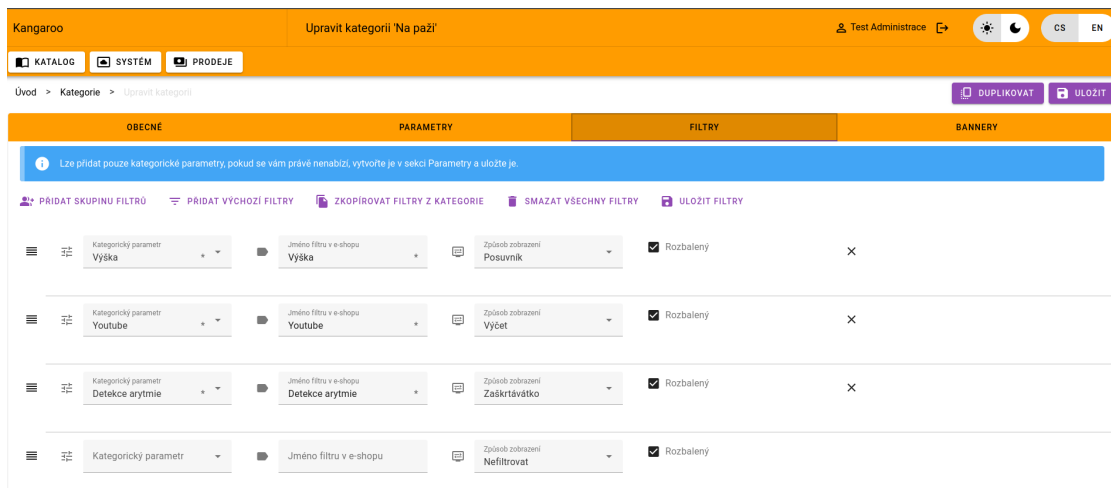 Kangaroo
Upravit kategorii 'Na paži'
Test Administrace
CS EN
KATALOG SYSTÉM PRODEJE
Úvod > Kategorie > Upravit kategorii
DUPLIKOVAT ULOŽIT
OBECNÉ PARAMETRY FILTRY BANNERY
Lze přidat pouze kategorické parametry, pokud se vám právě nenabízí, vytvořte je v sekci Parametry a uložte je.
PŘIDAT SKUPINU FILTRŮ PŘIDAT VÝCHOZÍ FILTRY ZKOPÍROVAT FILTRY Z KATEGORIE SMAZAT VŠECHNY FILTRY ULOŽIT FILTRY
Kategorický parametr Jméno filtru v e-shopu Způsob zobrazení Rozbalený
Výška * Výška * Posuvník
Kategorický parametr Jméno filtru v e-shopu Způsob zobrazení Rozbalený
Youtube * Youtube * Výčet
Kategorický parametr Jméno filtru v e-shopu Způsob zobrazení Rozbalený
Detekce arytmie * Detekce arytmie * Zaškrtávátko
Kategorický parametr Jméno filtru v e-shopu Způsob zobrazení Rozbalený
Nefiltrovat